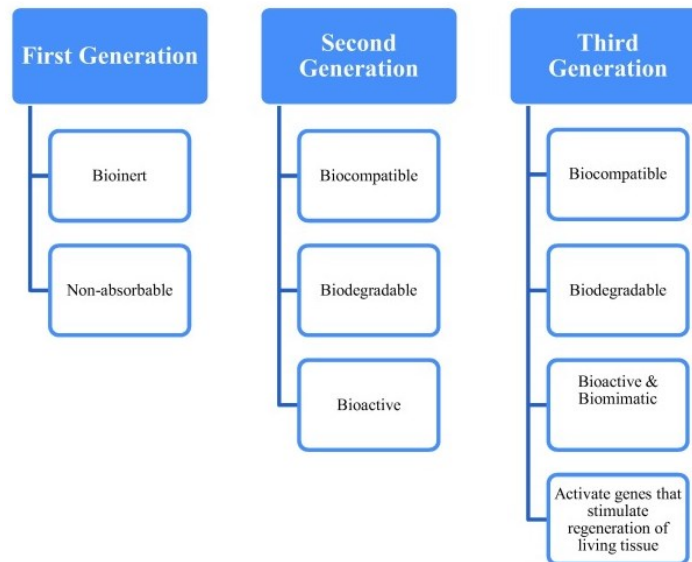 First Generation
Bioinert
Non-absorbable
Second
Generation
Biocompatible
Biodegradable
Bioactive
Third
Generation
Biocompatible
Biodegradable
Bioactive &
Biomimatic
Activate genes that
stimulate
regeneration of
living tissue